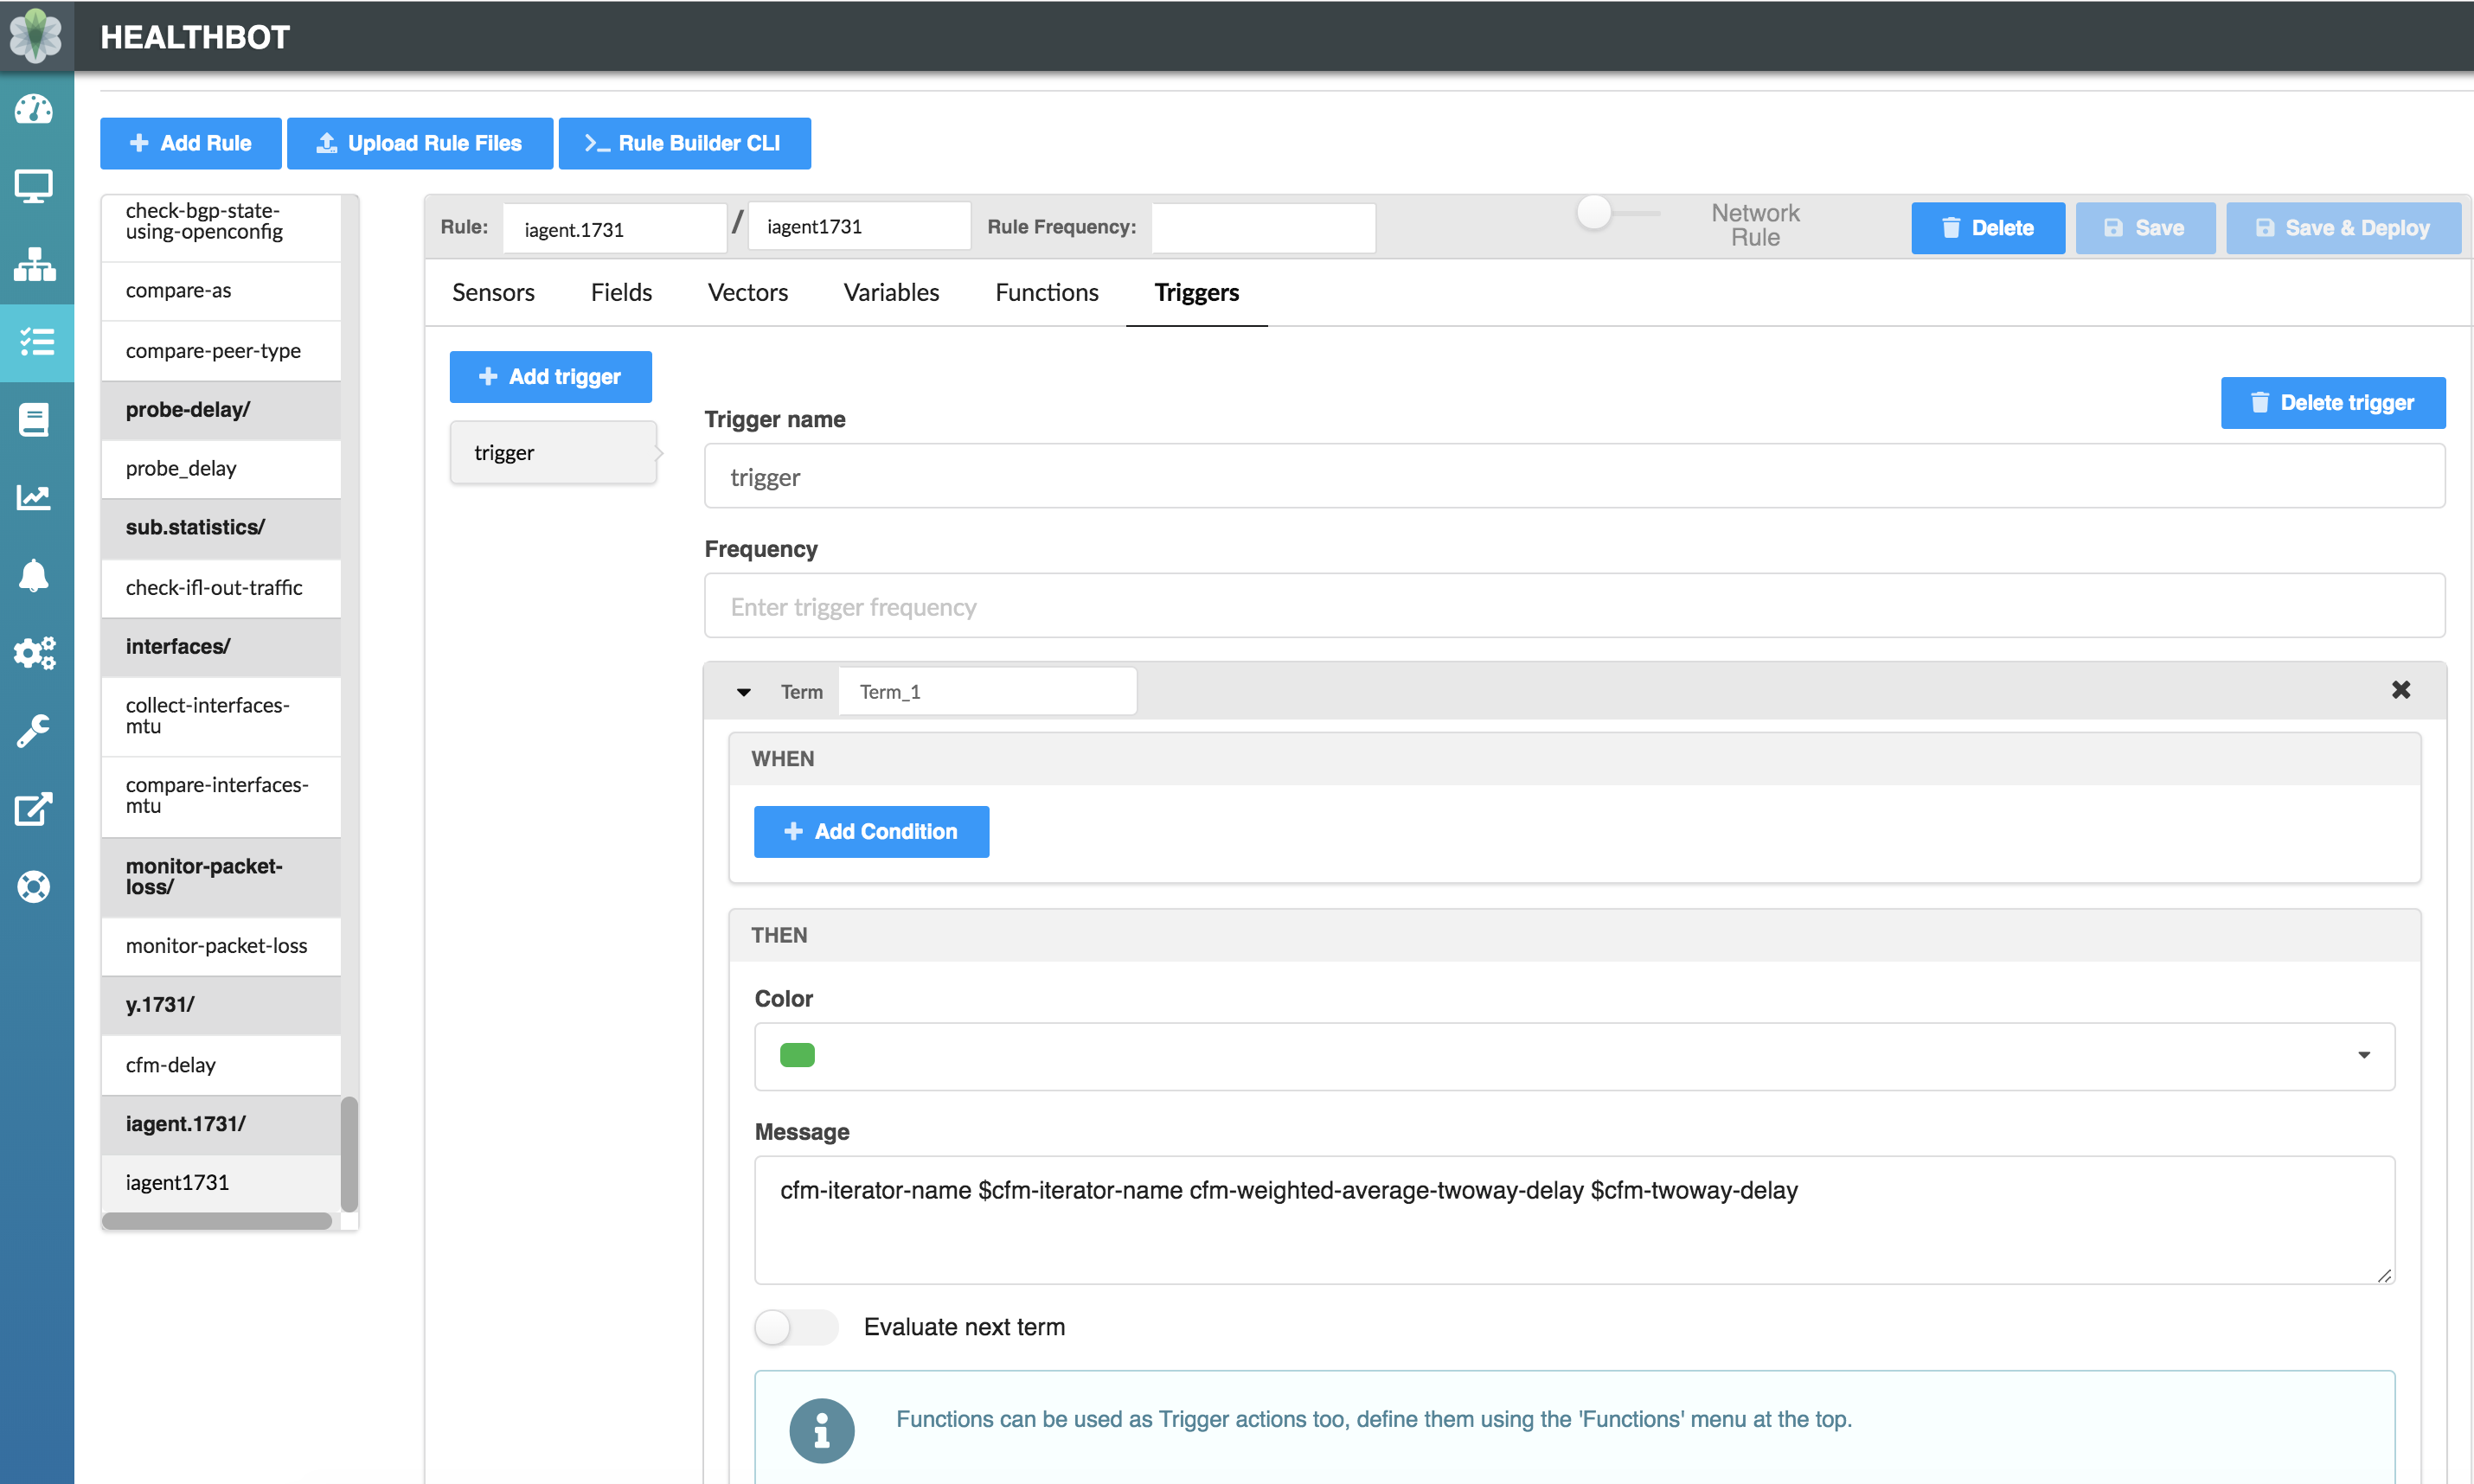 HEALTHBOT
Add Rule
Upload Rule Files
Rule Builder CLI
check-bgp-state-
using-openconfig
compare-as
compare-peer-type
probe-delay/
probe_delay
sub.statistics/
check-ifl-out-traffic
interfaces/
collect-interfaces-
mtu
compare-interfaces-
mtu
monitor-packet-
loss/
monitor-packet-loss
y.1731/
cfm-delay
iagent.1731/
iagent1731
Rule: iagent.1731 / iagent1731 Rule Frequency:
Network
Rule
Delete
Save
Save & Deploy
Sensors Fields Vectors Variables Functions Triggers
Add trigger
trigger
Delete trigger
Trigger name
trigger
Frequency
Enter trigger frequency
Term Term_1
WHEN
Add Condition
THEN
Color
Message
cfm-iterator-name $cfm-iterator-name cfm-weighted-average-twoway-delay $cfm-twoway-delay
Evaluate next term
Functions can be used as Trigger actions too, define them using the 'Functions' menu at the top.